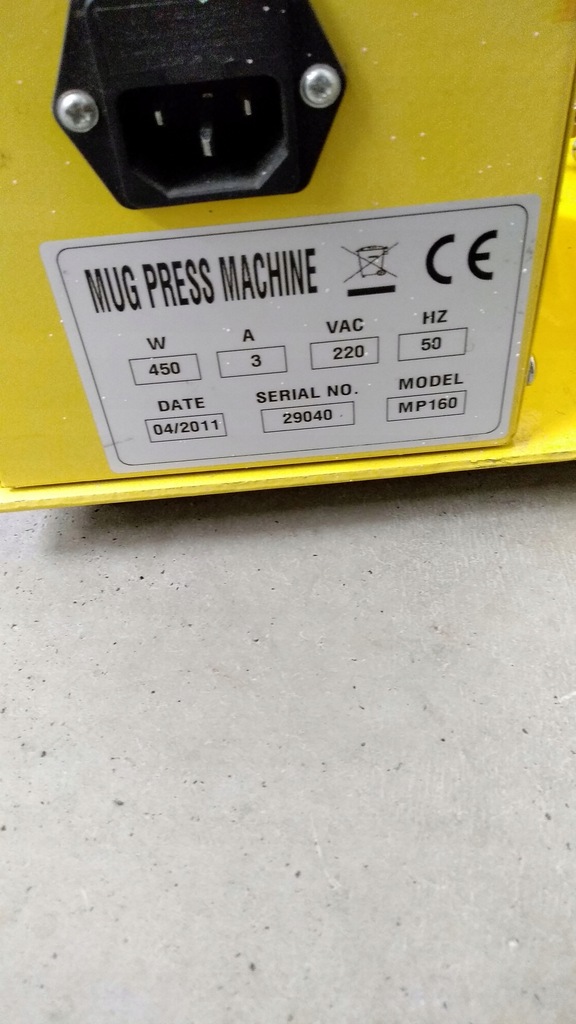 MUG PRESS MACHINE CE
W A VAC HZ
450 3 220 50
DATE SERIAL NO. MODEL
04/2011 29040 MP160